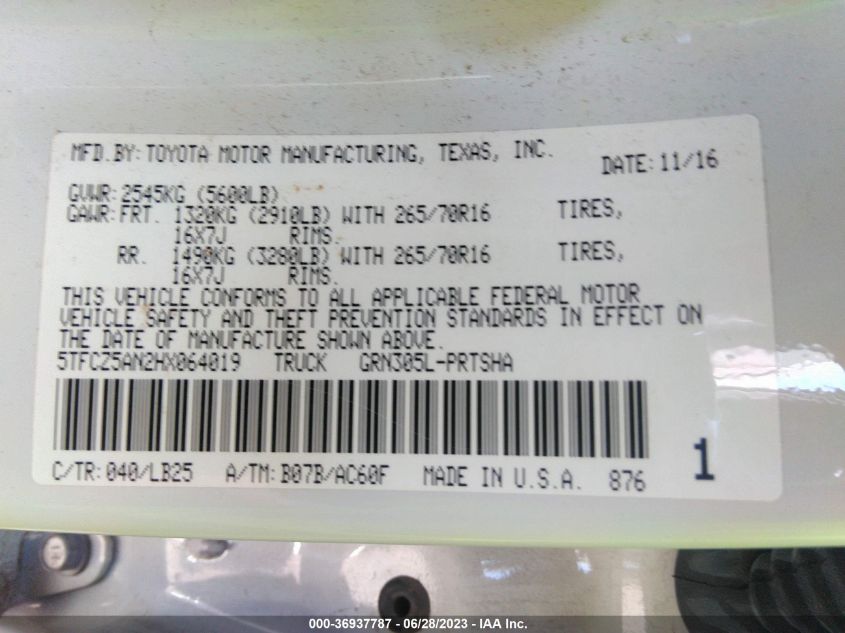 MFD.BY:TOYOTA MOTOR MANUFACTURING, TEXAS, INC. DATE:11/16
GVWR:2545KG (5600LB)
GAWR:FRT. 1320KG (2910LB) WITH 265/70R16 TIRES,
16X7J RIMS.
RR. 1490KG (3280LB) WITH 265/70R16 TIRES,
16X7J RIMS.
THIS VEHICLE CONFORMS TO ALL APPLICABLE FEDERAL MOTOR
VEHICLE SAFETY AND THEFT PREVENTION STANDARDS IN EFFECT ON
THE DATE OF MANUFACTURE SHOWN ABOVE.
5TFCZ5AN2HX064019 TRUCK GRN305L-PRTSHA
1
C/TR:040/LB25 A/TM:B07B/AC60F MADE IN U.S.A. 876
000-36937787 - 06/28/2023 - IAA Inc.